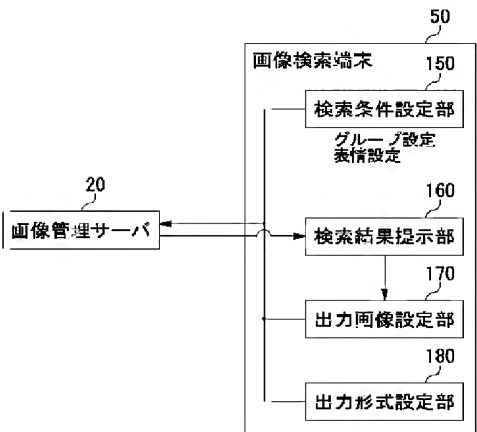 50
画像検索端末
150
検索条件設定部
グループ設定
表情設定
20
画像管理サーバ
160
検索結果提示部
170
出力画像設定部
180
出力形式設定部